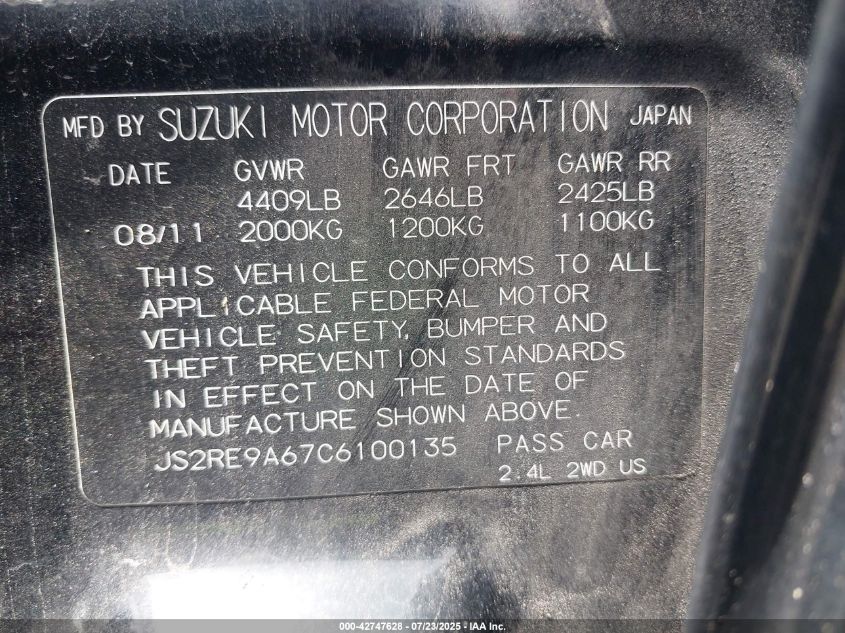 MFD BY SUZUKI MOTOR CORPORATION JAPAN
DATE GVWR GAWR FRT GAWR RR
4409LB 2646LB 2425LB
08/11 2000KG 1200KG 1100KG
THIS VEHICLE CONFORMS TO ALL
APPLICABLE FEDERAL MOTOR
VEHICLE SAFETY, BUMPER AND
THEFT PREVENTION STANDARDS
IN EFFECT ON THE DATE OF
MANUFACTURE SHOWN ABOVE.
JS2RE9A67C6100135 PASS CAR
2.4L 2WD US
000-42747628 - 07/23/2025 - IAA Inc.